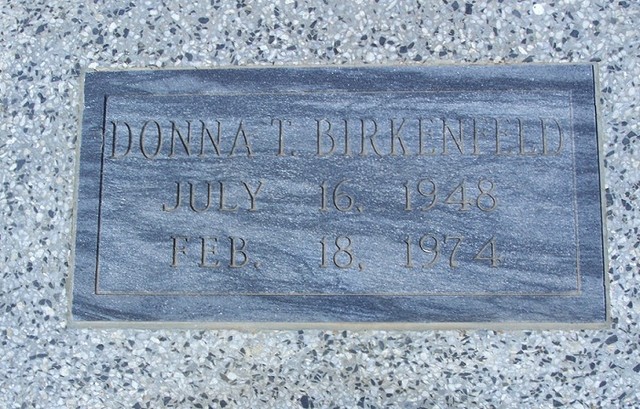 DONNA T. BIRKENFELD
JULY 16, 1948
FEB. 18, 1974